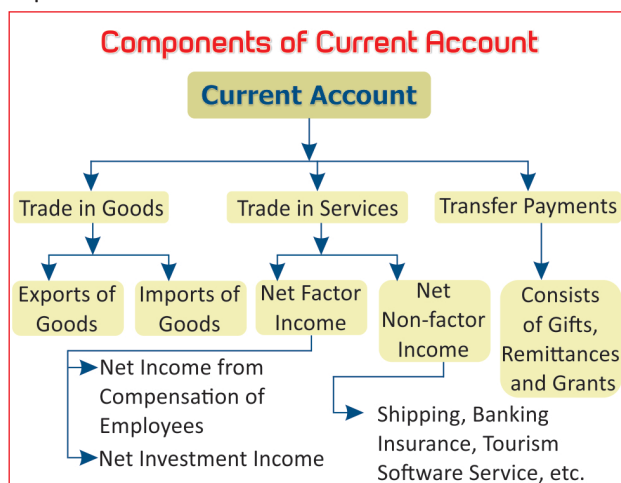 Components of Current Account
Current Account
Trade in Goods
Trade in Services
Transfer Payments
Exports of
Goods
Imports of
Goods
Net Factor
Income
Net
Non-factor
Income
Consists
of Gifts,
Remittances
and Grants
Net Income from
Compensation of
Employees
Net Investment Income
Shipping, Banking
Insurance, Tourism
Software Service, etc.